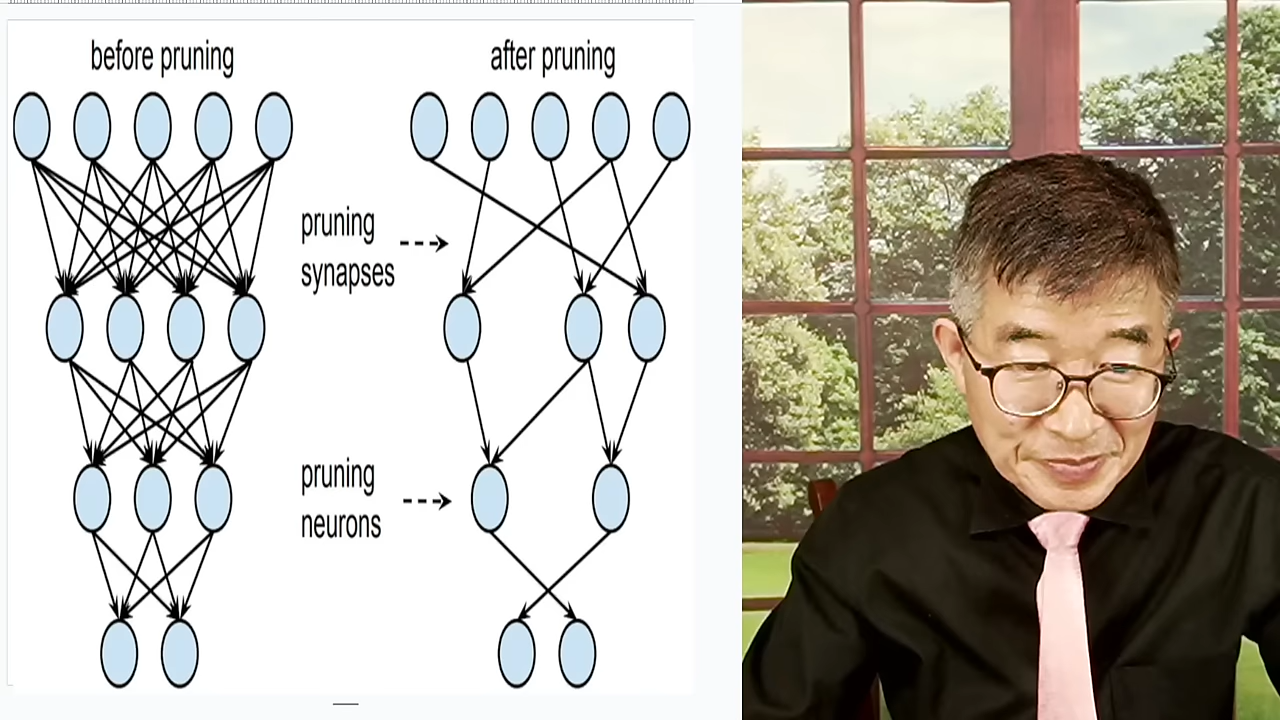 before pruning
after pruning
pruning
synapses
pruning
neurons